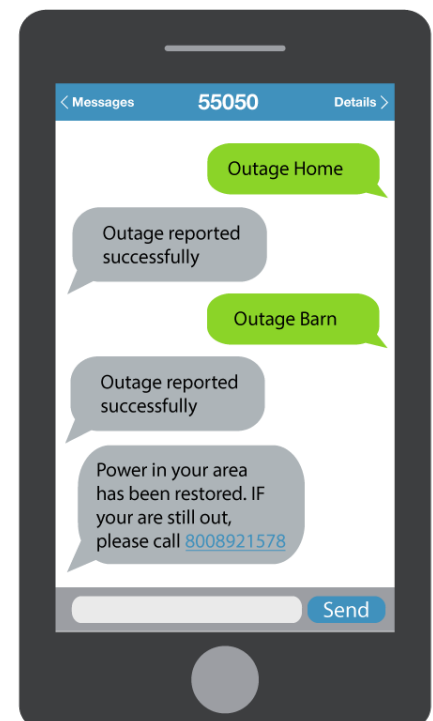 Messages 55050 Details
Outage Home
Outage reported
successfully
Outage Barn
Outage reported
successfully
Power in your area
has been restored. IF
your are still out,
please call 8008921578
Send